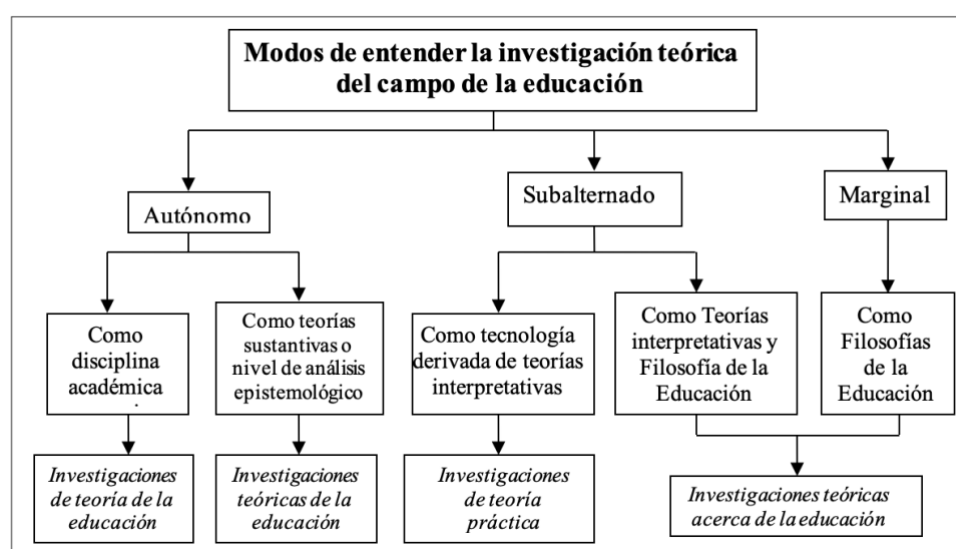 Modos de entender la investigación teórica
del campo de la educación
Autónomo
Subalternado
Marginal
Como
disciplina
académica
.
Como teorías
sustantivas o
nivel de análisis
epistemológico
Como tecnología
derivada de teorías
interpretativas
Como Teorías
interpretativas y
Filosofía de la
Educación
Como
Filosofías
de la
Educación
Investigaciones
de teoría de la
educación
Investigaciones
teóricas de la
educación
Investigaciones
de teoría
práctica
Investigaciones teóricas
acerca de la educación